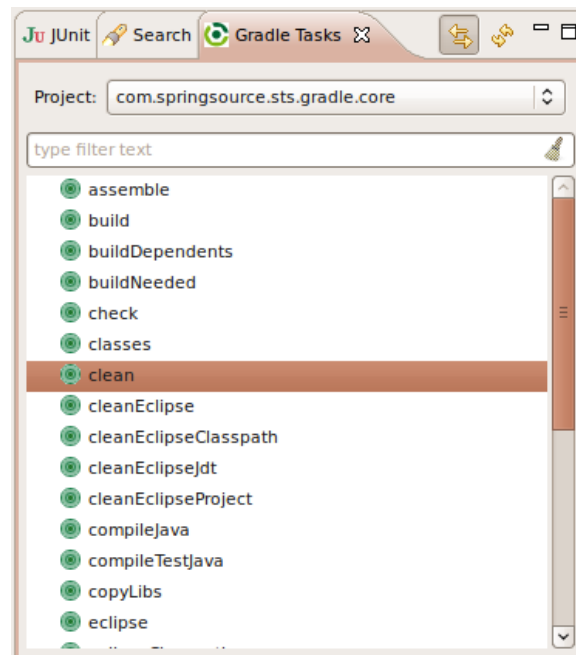 JU JUnit Search Gradle Tasks
Project: com.springsource.sts.gradle.core
type filter text
assemble
build
buildDependents
buildNeeded
check
classes
clean
cleanEclipse
cleanEclipseClasspath
cleanEclipseJdt
cleanEclipseProject
compileJava
compileTestJava
copyLibs
eclipse